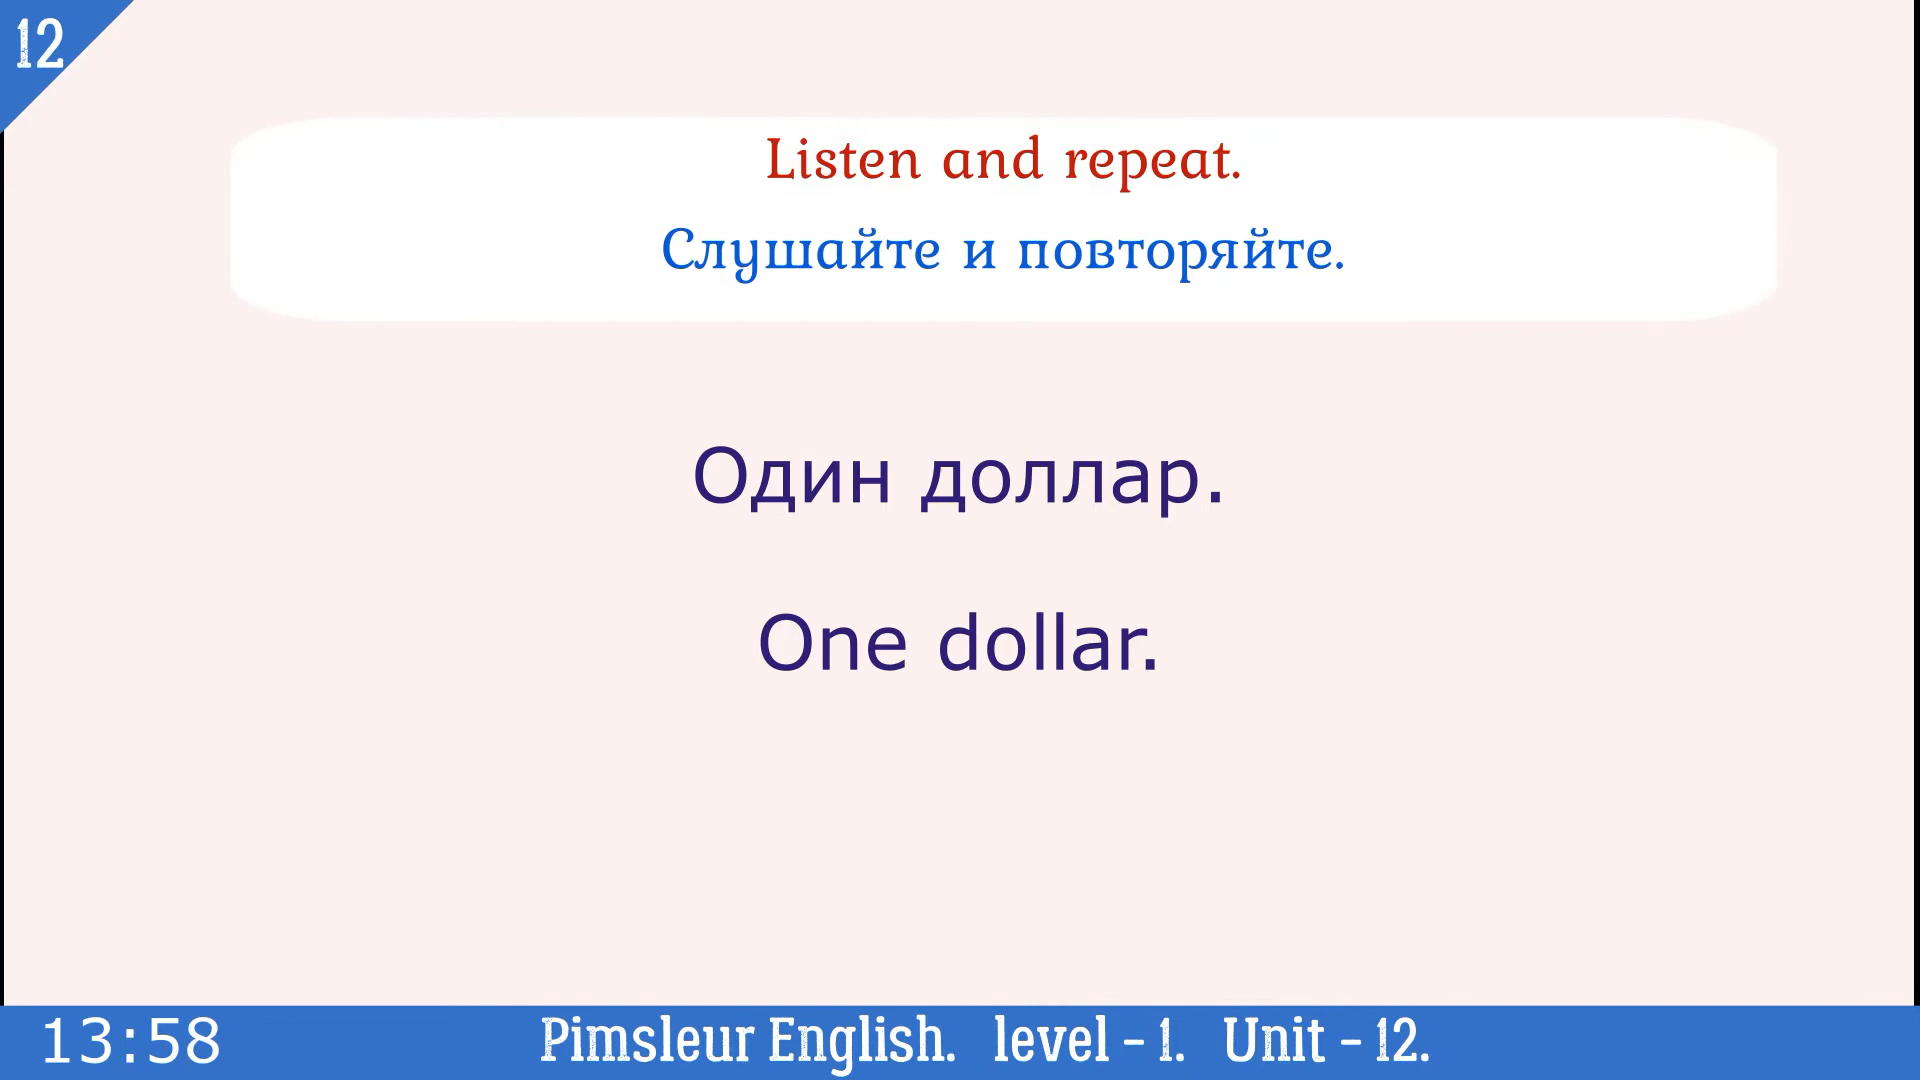 12
Listen and repeat.
Слушайте и повторяйте.
Один доллар.
One dollar.
13:58
Pimsleur English. level - 1. Unit - 12.